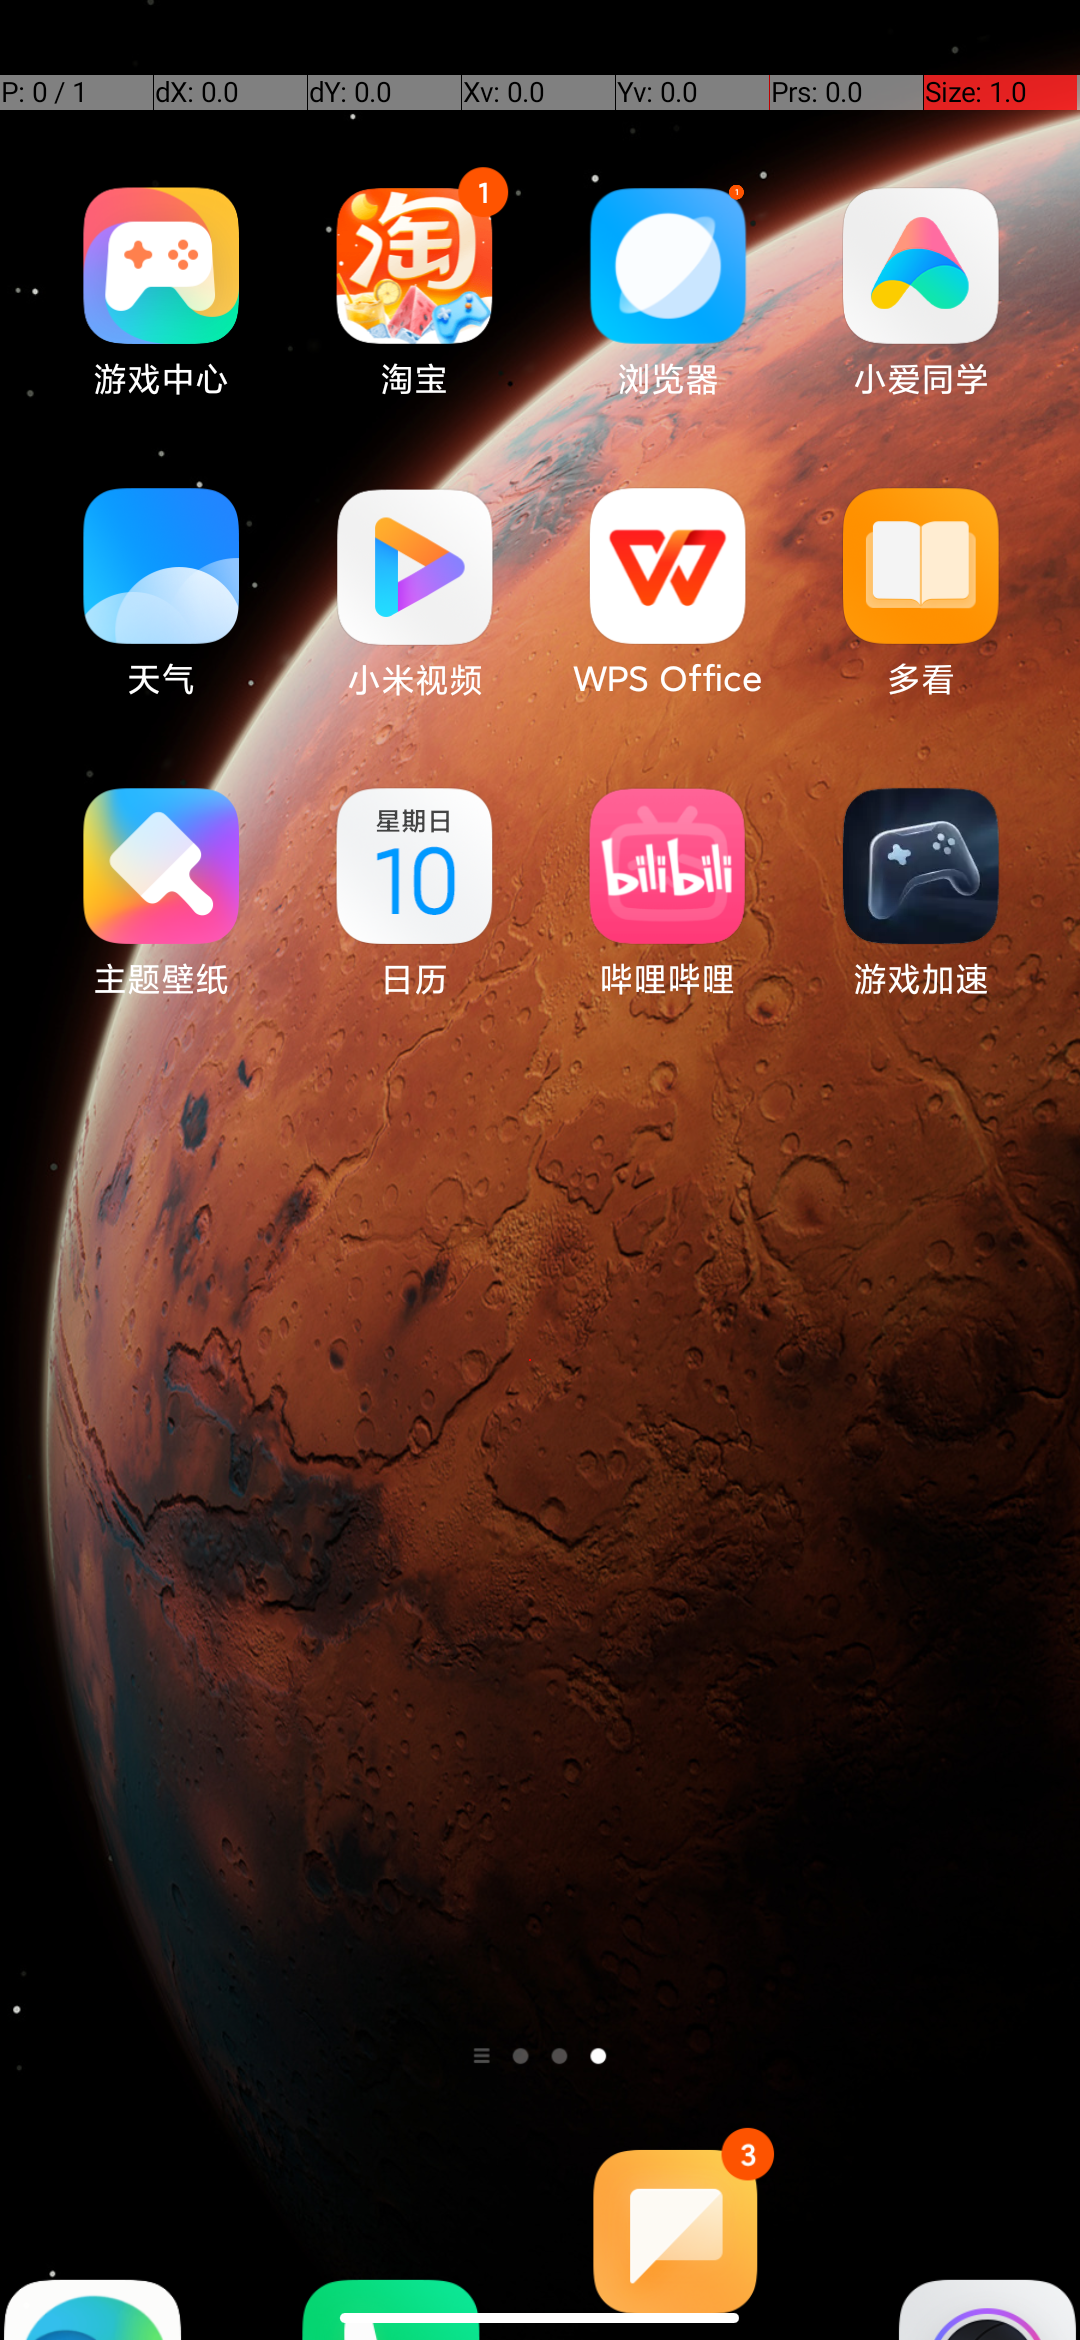 P: 0 / 1 dX: 0.0 dY: 0.0 Xv: 0.0 Yv: 0.0 Prs: 0.0 Size: 1.0
淘 1 1
游戏中心 淘宝 浏览器 小爱同学
天气 小米视频 WPS Office 多看
星期日
10 bilibili
主题壁纸 日历 哔哩哔哩 游戏加速
3